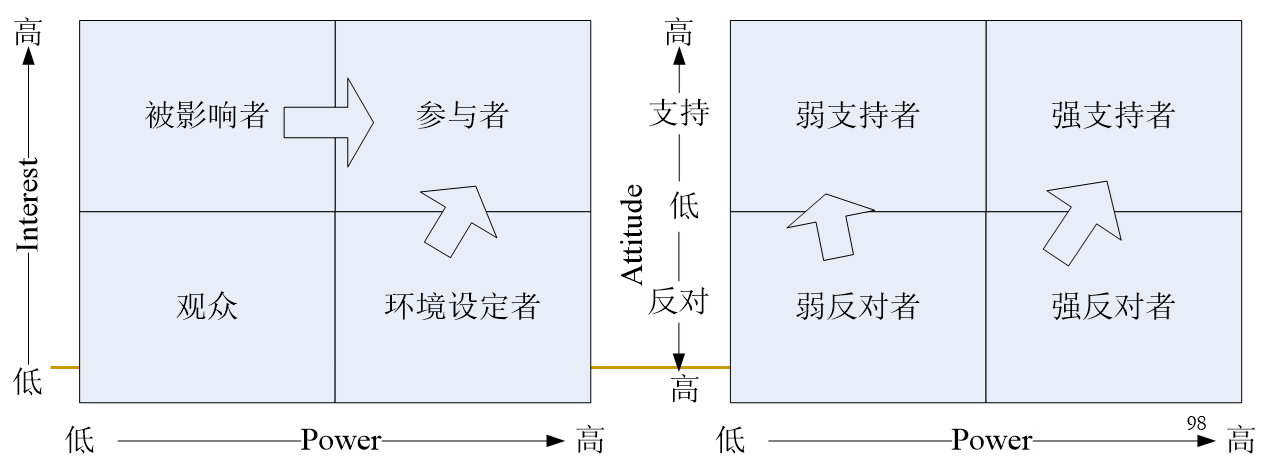 高
被影响者
参与者
Interest
观众
环境设定者
低
低
Power
高
高
支持
弱支持者
强支持者
低
Attitude
反对
弱反对者
强反对者
高
98
低
Power
高